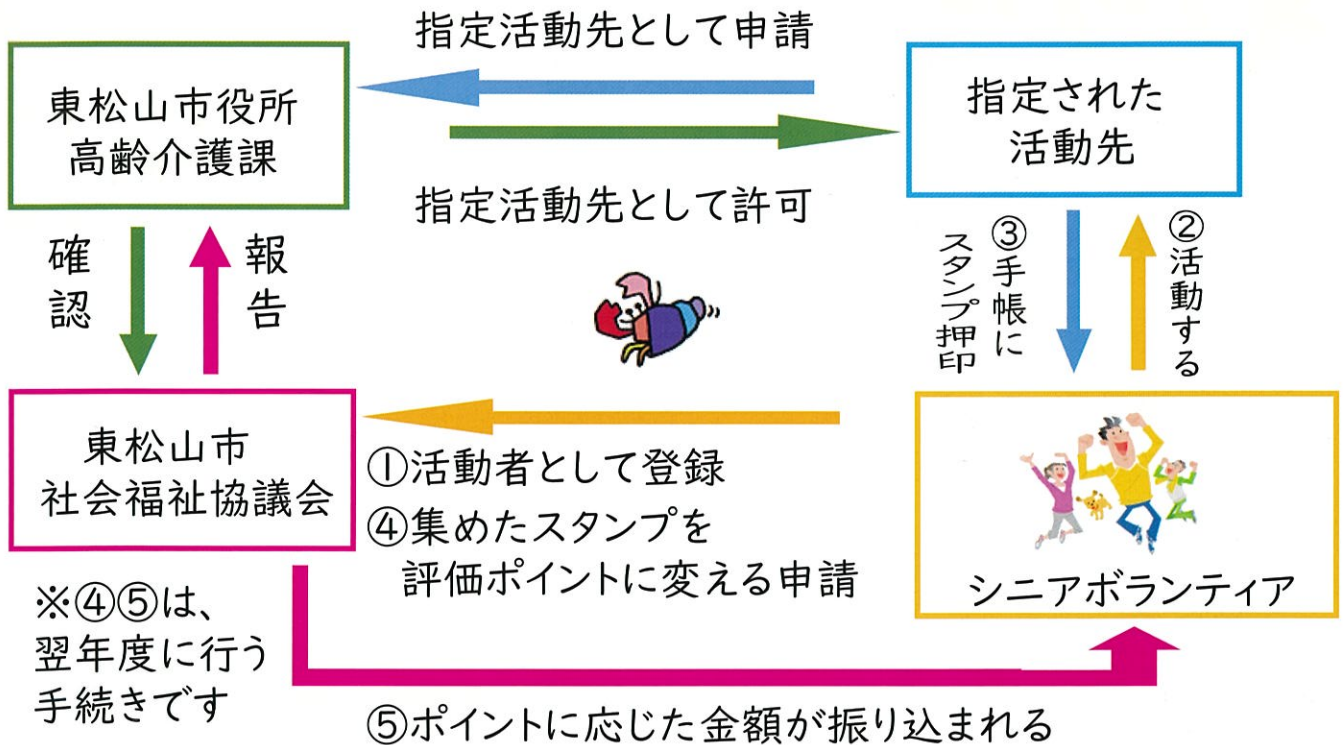 指定活動先として申請
東松山市役所
高齢介護課
指定された
活動先
指定活動先として許可
確認
報告
③手帳に
スタンプ押印
②活動する
東松山市
社会福祉協議会
①活動者として登録
④集めたスタンプを
評価ポイントに変える申請
シニアボランティア
※④⑤は、
翌年度に行う
手続きです
⑤ポイントに応じた金額が振り込まれる